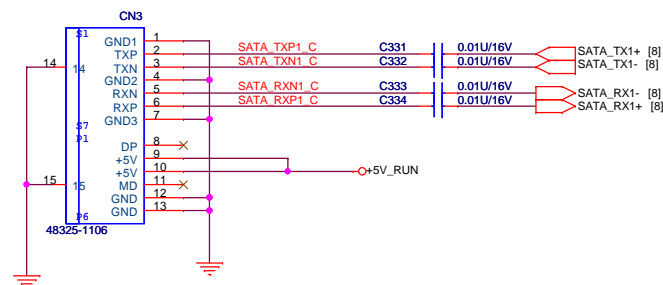 CN3
S1
GND1 1
TXP 2 SATA_TXP1_C C331 0.01U/16V SATA_TX1+ [8]
14 14 TXN 3 SATA_TXN1_C C332 0.01U/16V SATA_TX1- [8]
GND2 4
RXN 5 SATA_RXN1_C C333 0.01U/16V SATA_RX1- [8]
RXP 6 SATA_RXP1_C C334 0.01U/16V SATA_RX1+ [8]
S7 GND3 7
P1
DP 8
+5V 9
+5V 10 +5V_RUN
15 15 MD 11
GND 12
P6 GND 13
48325-1106